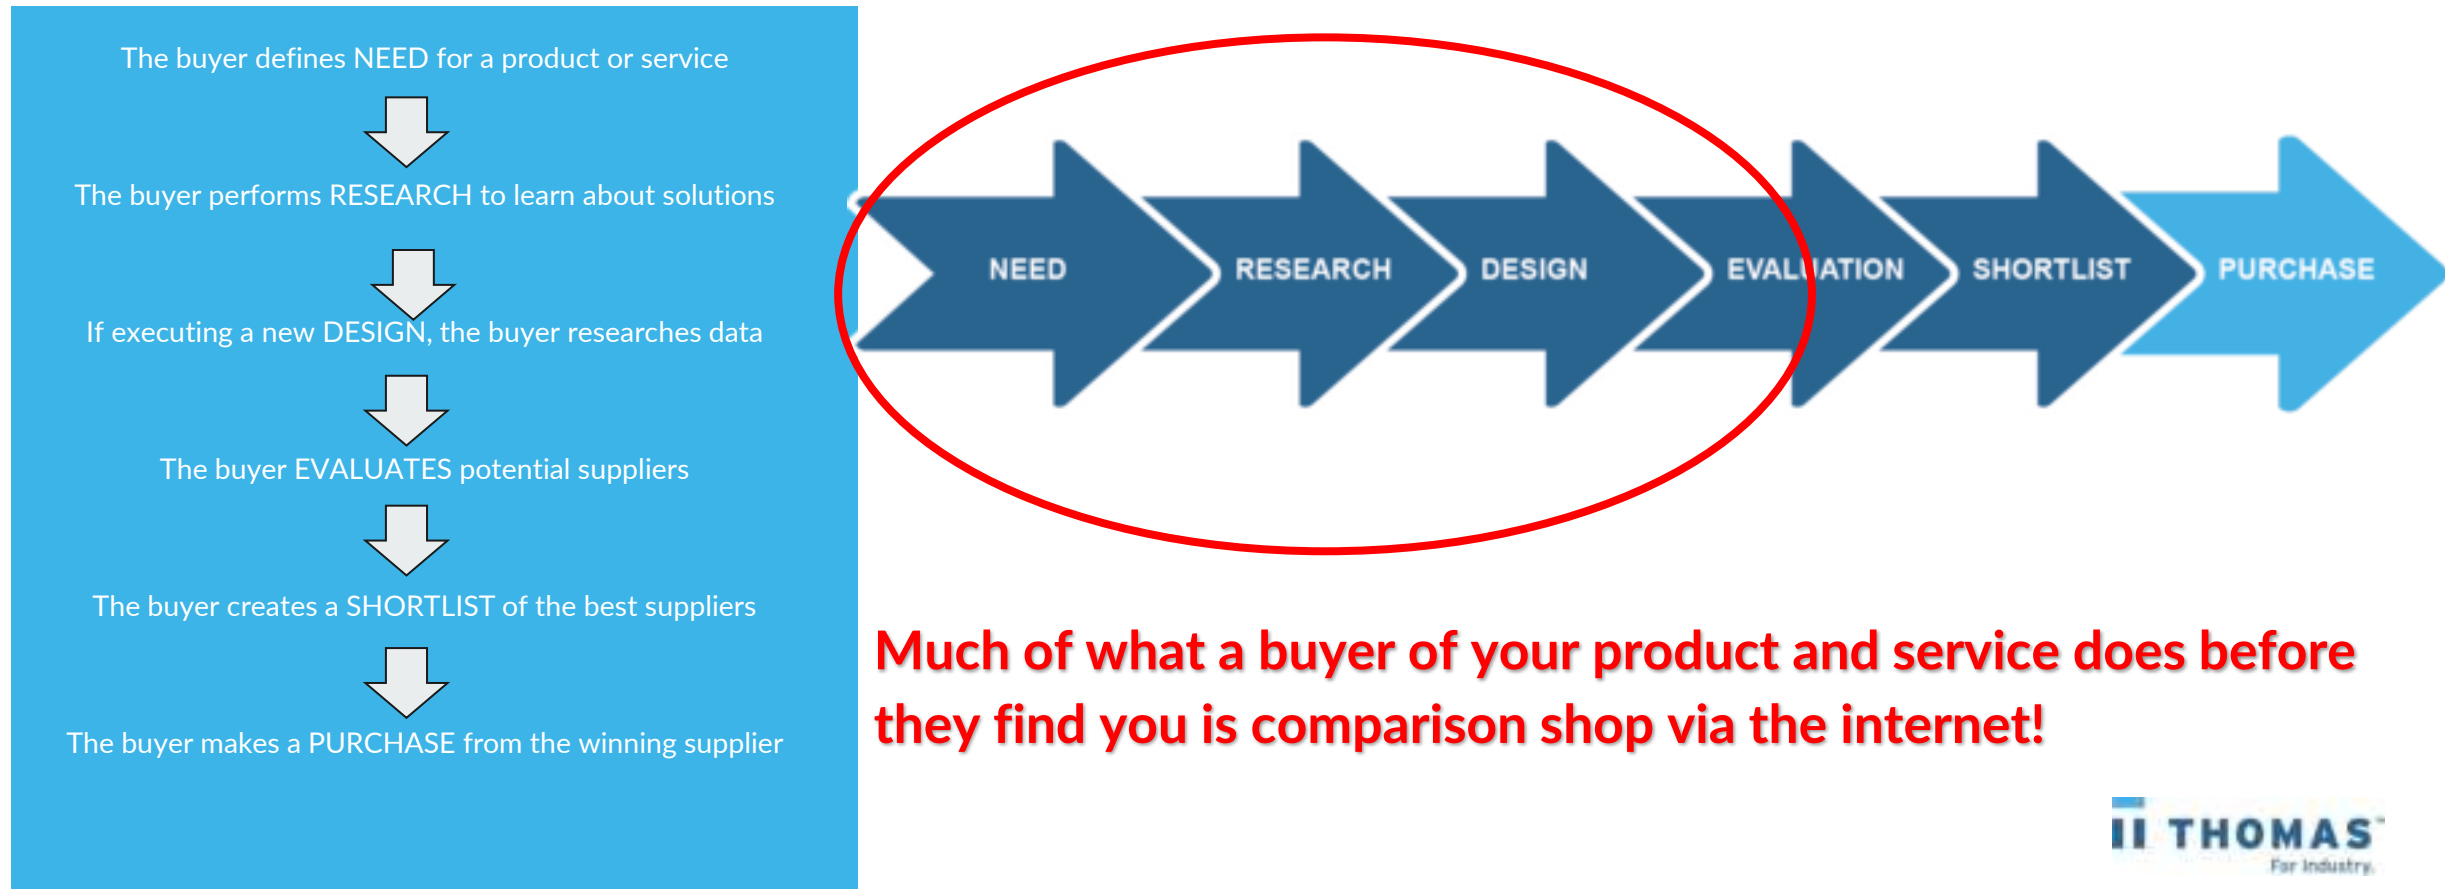 The buyer defines NEED for a product or service
The buyer performs RESEARCH to learn about solutions
If executing a new DESIGN, the buyer researches data
The buyer EVALUATES potential suppliers
The buyer creates a SHORTLIST of the best suppliers
The buyer makes a PURCHASE from the winning supplier
NEED
RESEARCH
DESIGN
EVALUATION
SHORTLIST
PURCHASE
Much of what a buyer of your product and service does before
they find you is comparison shop via the internet!
THOMAS™
For Industry.